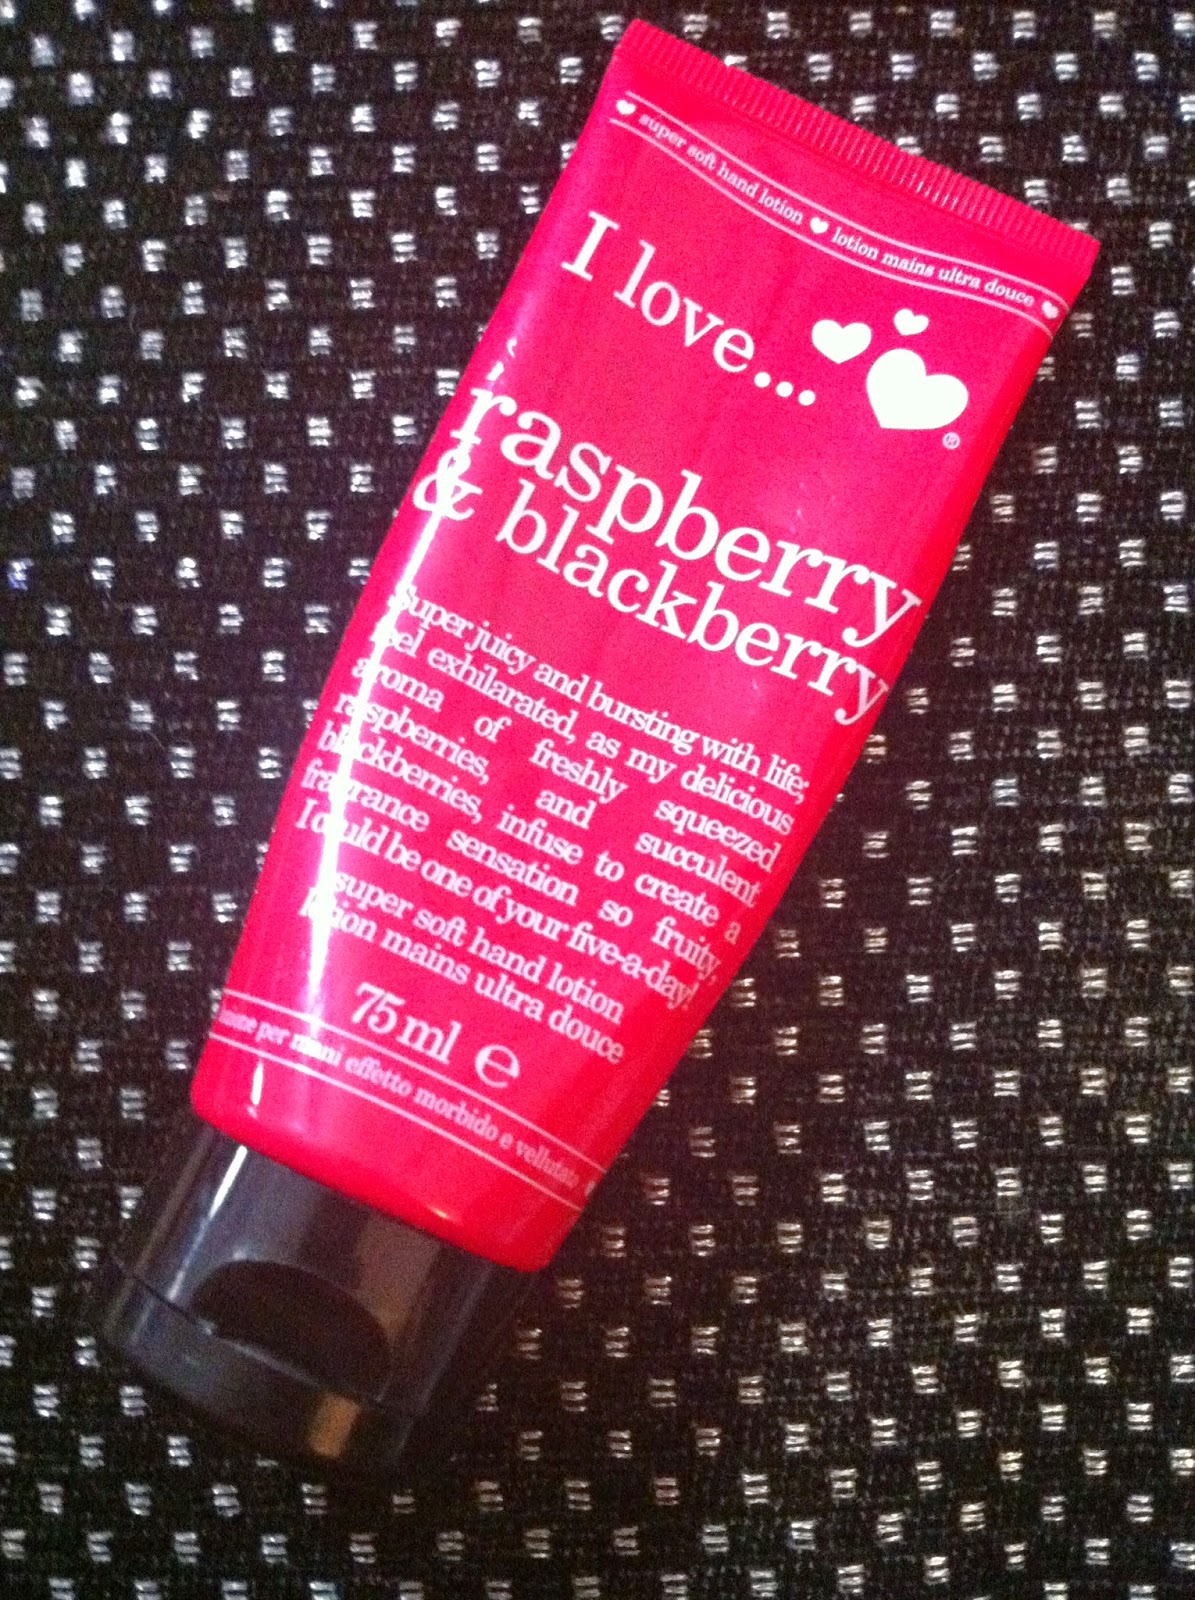 super soft hand lotion lotion mains ultra douce
I love...
®
raspberry
& blackberry
Super juicy and bursting with life;
feel exhilarated, as my delicious
aroma of freshly squeezed
raspberries, and succulent
blackberries, infuse to create a
fragrance sensation so fruity,
I could be one of your five-a-day!
super soft hand lotion
lotion mains ultra douce
75 ml e
per mani effetto morbido e vellutato